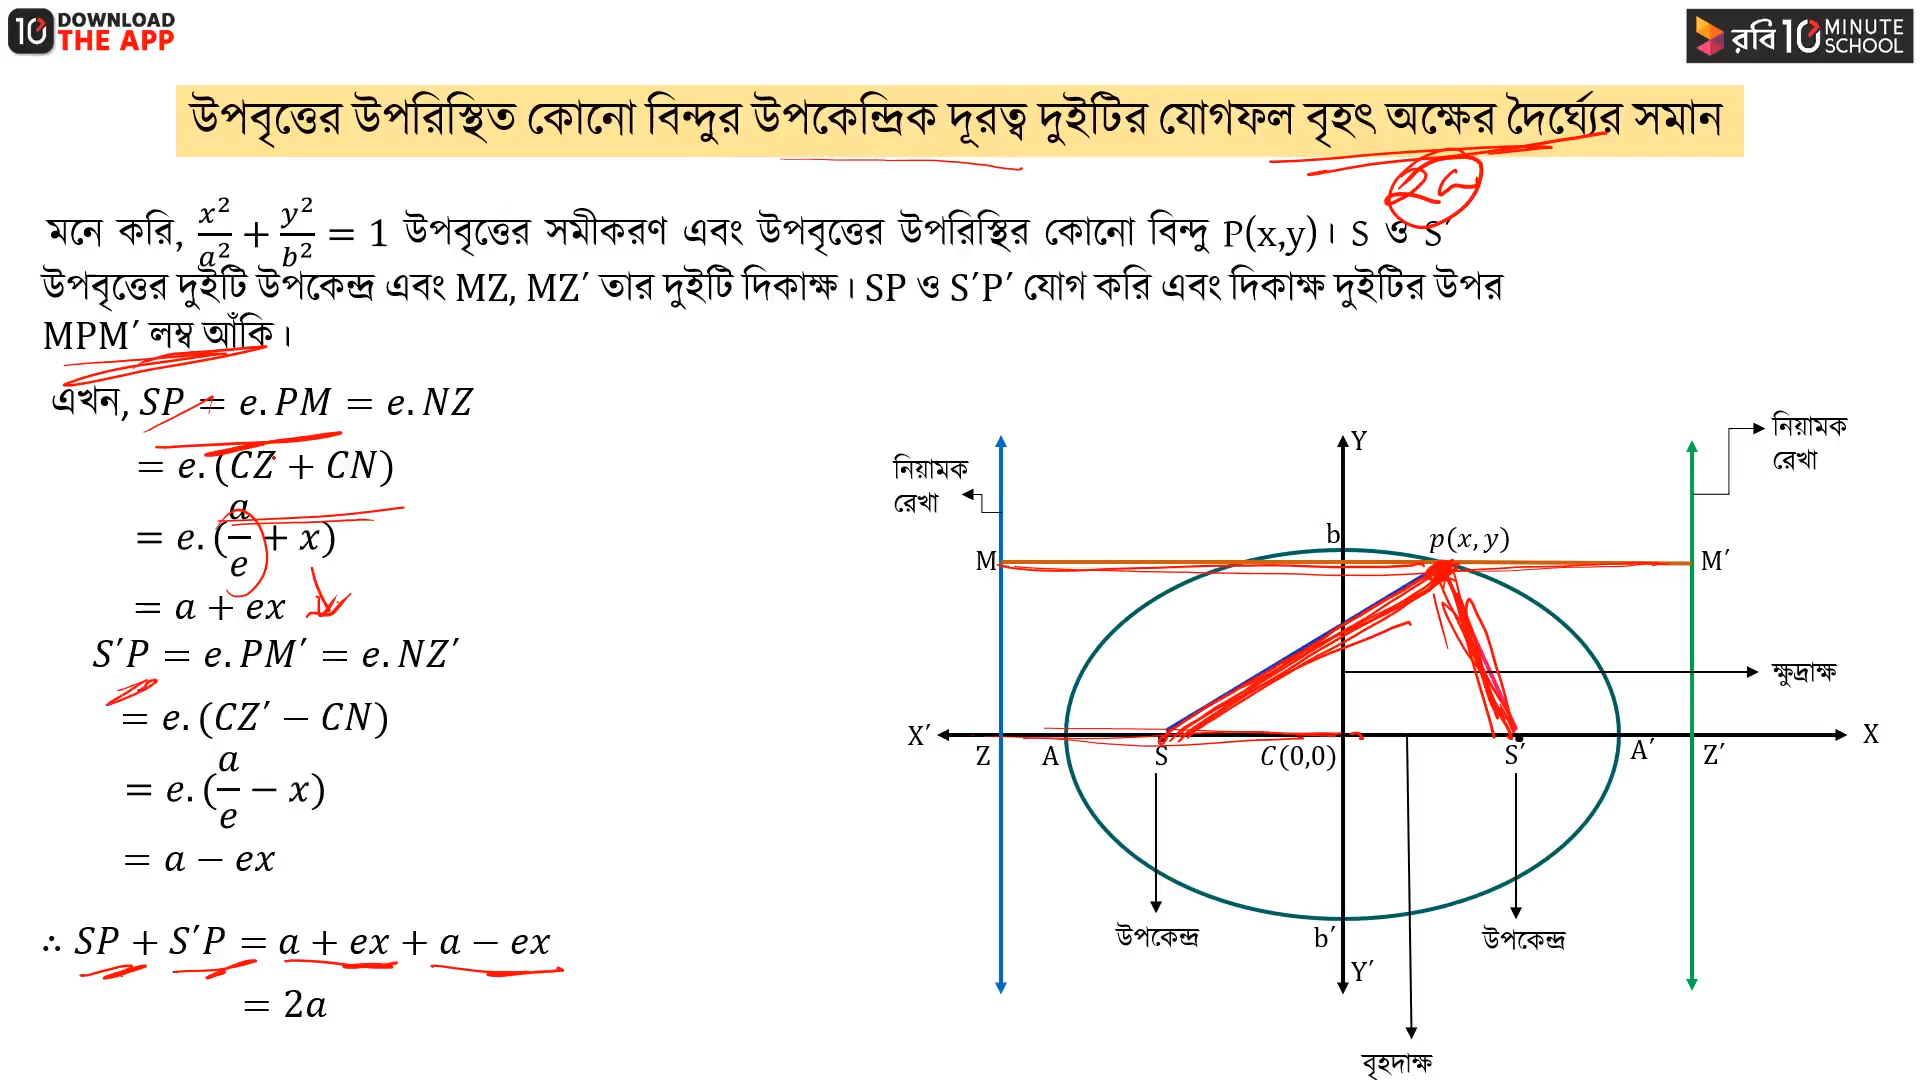 10 DOWNLOAD THE APP
রবি 10 MINUTE SCHOOL
উপবৃত্তের উপরিস্থিত কোনো বিন্দুর উপকেন্দ্রিক দূরত্ব দুইটির যোগফল বৃহৎ অক্ষের দৈর্ঘ্যের সমান
2a
মনে করি, x²/a² + y²/b² = 1 উপবৃত্তের সমীকরণ এবং উপবৃত্তের উপরিস্থির কোনো বিন্দু P(x,y)। S ও S′
উপবৃত্তের দুইটি উপকেন্দ্র এবং MZ, MZ′ তার দুইটি দিকাক্ষ। SP ও S′P′ যোগ করি এবং দিকাক্ষ দুইটির উপর
MPM′ লম্ব আঁকি।
এখন, SP = e.PM = e.NZ
= e.(CZ + CN)
= e.(a/e + x)
= a + ex
S′P = e.PM′ = e.NZ′
= e.(CZ′ − CN)
= e.(a/e − x)
= a − ex
∴ SP + S′P = a + ex + a − ex
= 2a
নিয়ামক
রেখা
Y
নিয়ামক
রেখা
b
p(x, y)
M
M′
ক্ষুদ্রাক্ষ
X′
X
Z
A
S
C(0,0)
S′
A′
Z′
উপকেন্দ্র
b′
উপকেন্দ্র
Y′
বৃহদাক্ষ